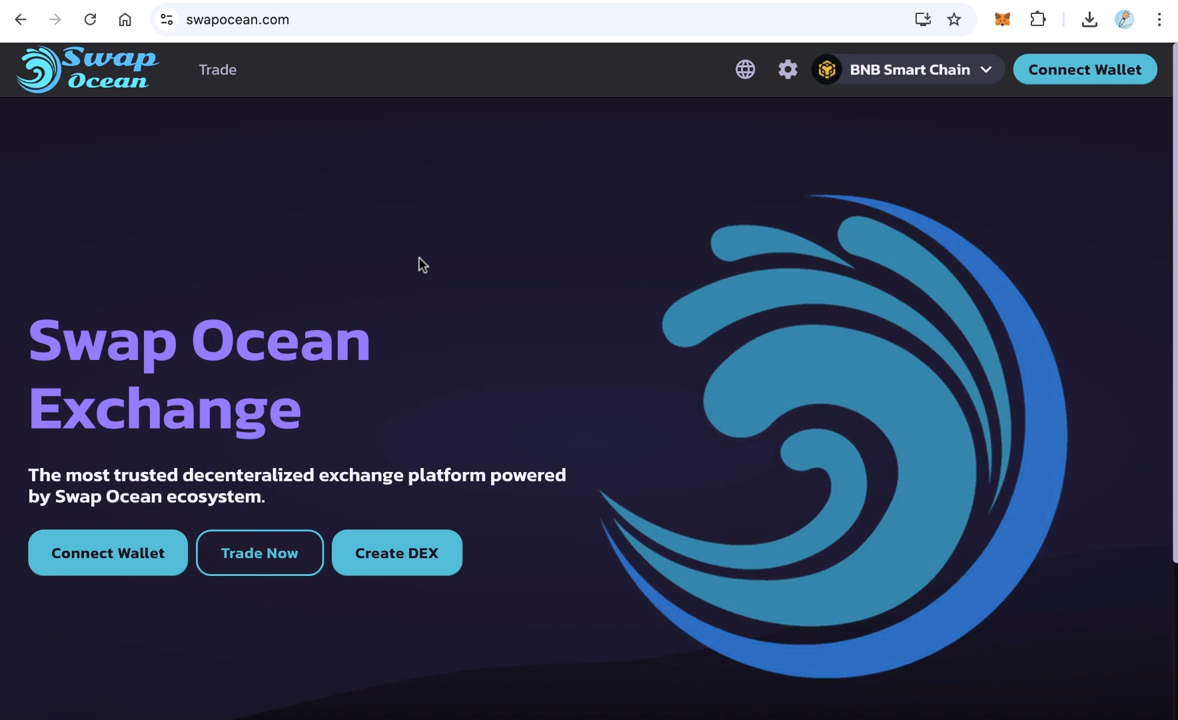 swapocean.com
Swap
Ocean
Trade
BNB Smart Chain
Connect Wallet
Swap Ocean
Exchange
The most trusted decenteralized exchange platform powered
by Swap Ocean ecosystem.
Connect Wallet
Trade Now
Create DEX